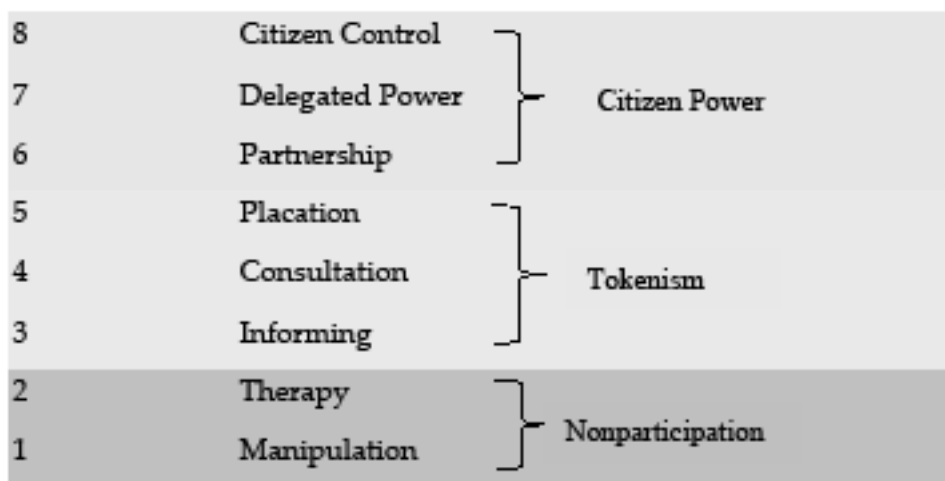 8 Citizen Control
7 Delegated Power Citizen Power
6 Partnership
5 Placation
4 Consultation Tokenism
3 Informing
2 Therapy
1 Manipulation Nonparticipation